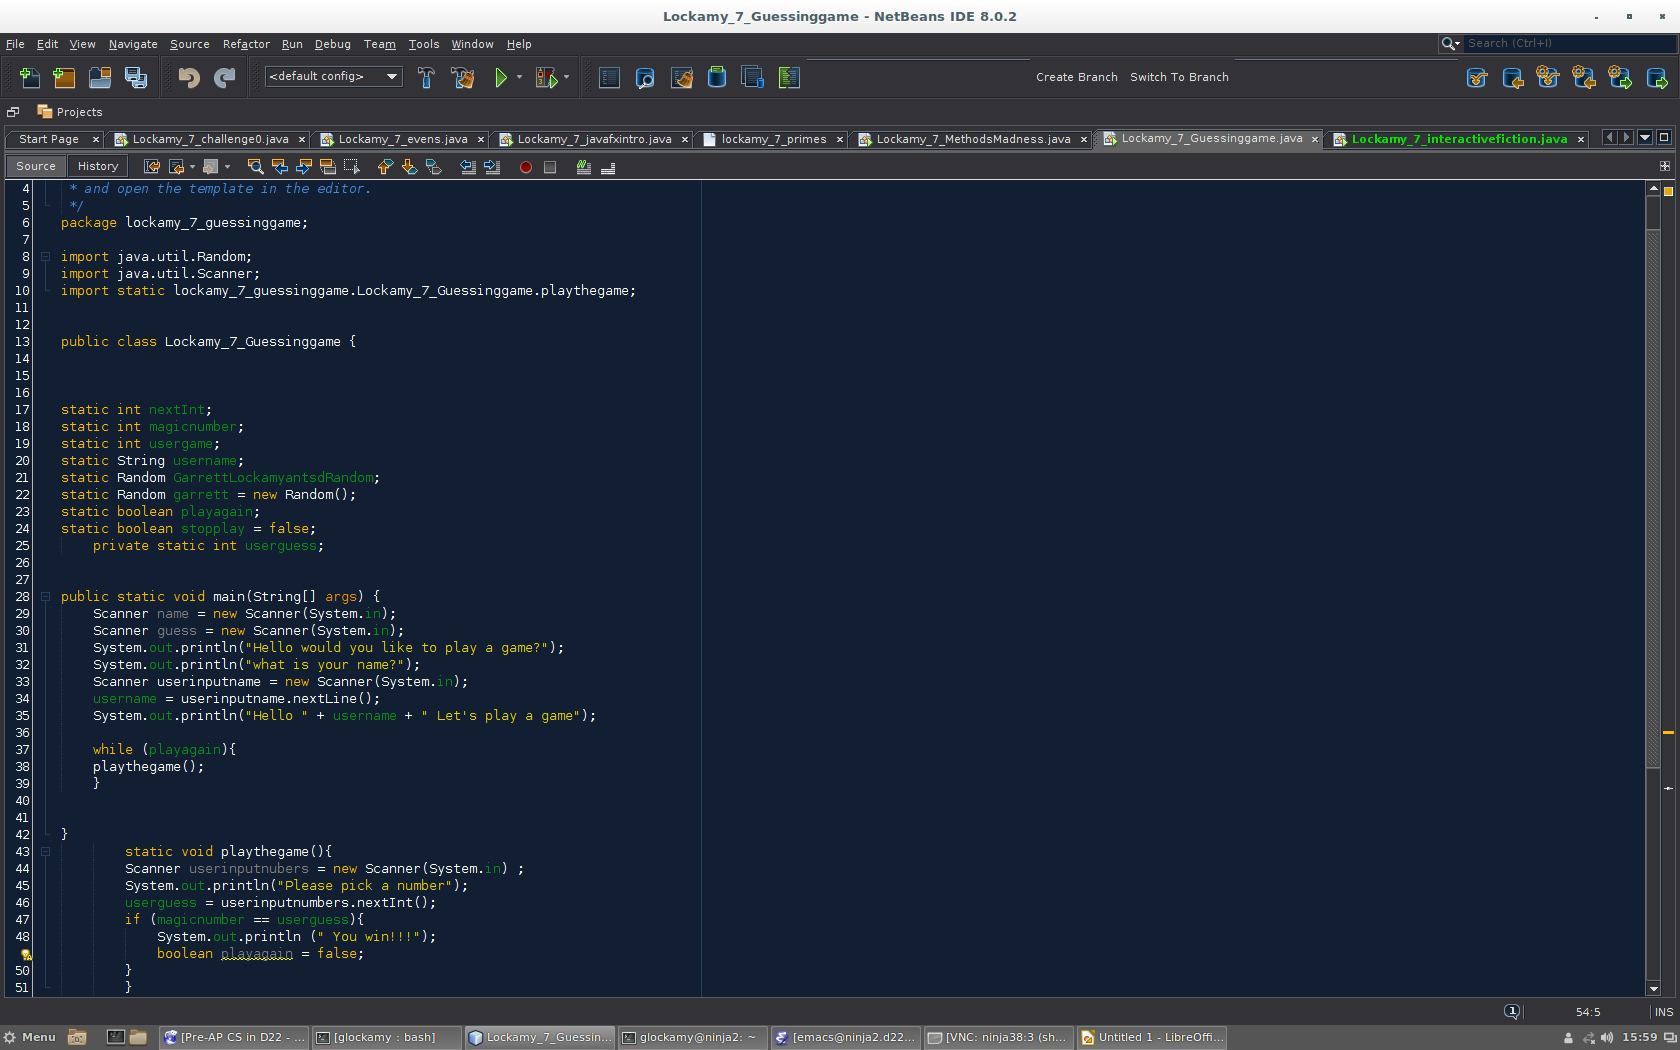 Lockamy_7_Guessinggame - NetBeans IDE 8.0.2
File Edit View Navigate Source Refactor Run Debug Team Tools Window Help
Search (Ctrl+I)
<default config>
Create Branch Switch To Branch
Projects
Start Page Lockamy_7_challenge0.java Lockamy_7_evens.java Lockamy_7_javafxintro.java lockamy_7_primes Lockamy_7_MethodsMadness.java Lockamy_7_Guessinggame.java Lockamy_7_interactivefiction.java
Source History
4 * and open the template in the editor.
5 */
6 package lockamy_7_guessinggame;
7
8 import java.util.Random;
9 import java.util.Scanner;
10 import static lockamy_7_guessinggame.Lockamy_7_Guessinggame.playthegame;
11
12
13 public class Lockamy_7_Guessinggame {
14
15
16
17 static int nextInt;
18 static int magicnumber;
19 static int usergame;
20 static String username;
21 static Random GarrettLockamyantsdRandom;
22 static Random garrett = new Random();
23 static boolean playagain;
24 static boolean stopplay = false;
25 private static int userguess;
26
27
28 public static void main(String[] args) {
29 Scanner name = new Scanner(System.in);
30 Scanner guess = new Scanner(System.in);
31 System.out.println("Hello would you like to play a game?");
32 System.out.println("what is your name?");
33 Scanner userinputname = new Scanner(System.in);
34 username = userinputname.nextLine();
35 System.out.println("Hello " + username + " Let's play a game");
36
37 while (playagain){
38 playthegame();
39 }
40
41
42 }
43 static void playthegame(){
44 Scanner userinputnubers = new Scanner(System.in) ;
45 System.out.println("Please pick a number");
46 userguess = userinputnumbers.nextInt();
47 if (magicnumber == userguess){
48 System.out.println (" You win!!!");
boolean playagain = false;
50 }
51 }
1 54:5 INS
Menu [Pre-AP CS in D22 - ... [glockamy : bash] Lockamy_7_Guessin... glockamy@ninja2: ~ [emacs@ninja2.d22... [VNC: ninja38:3 (sh... Untitled 1 - LibreOffi... 15:59